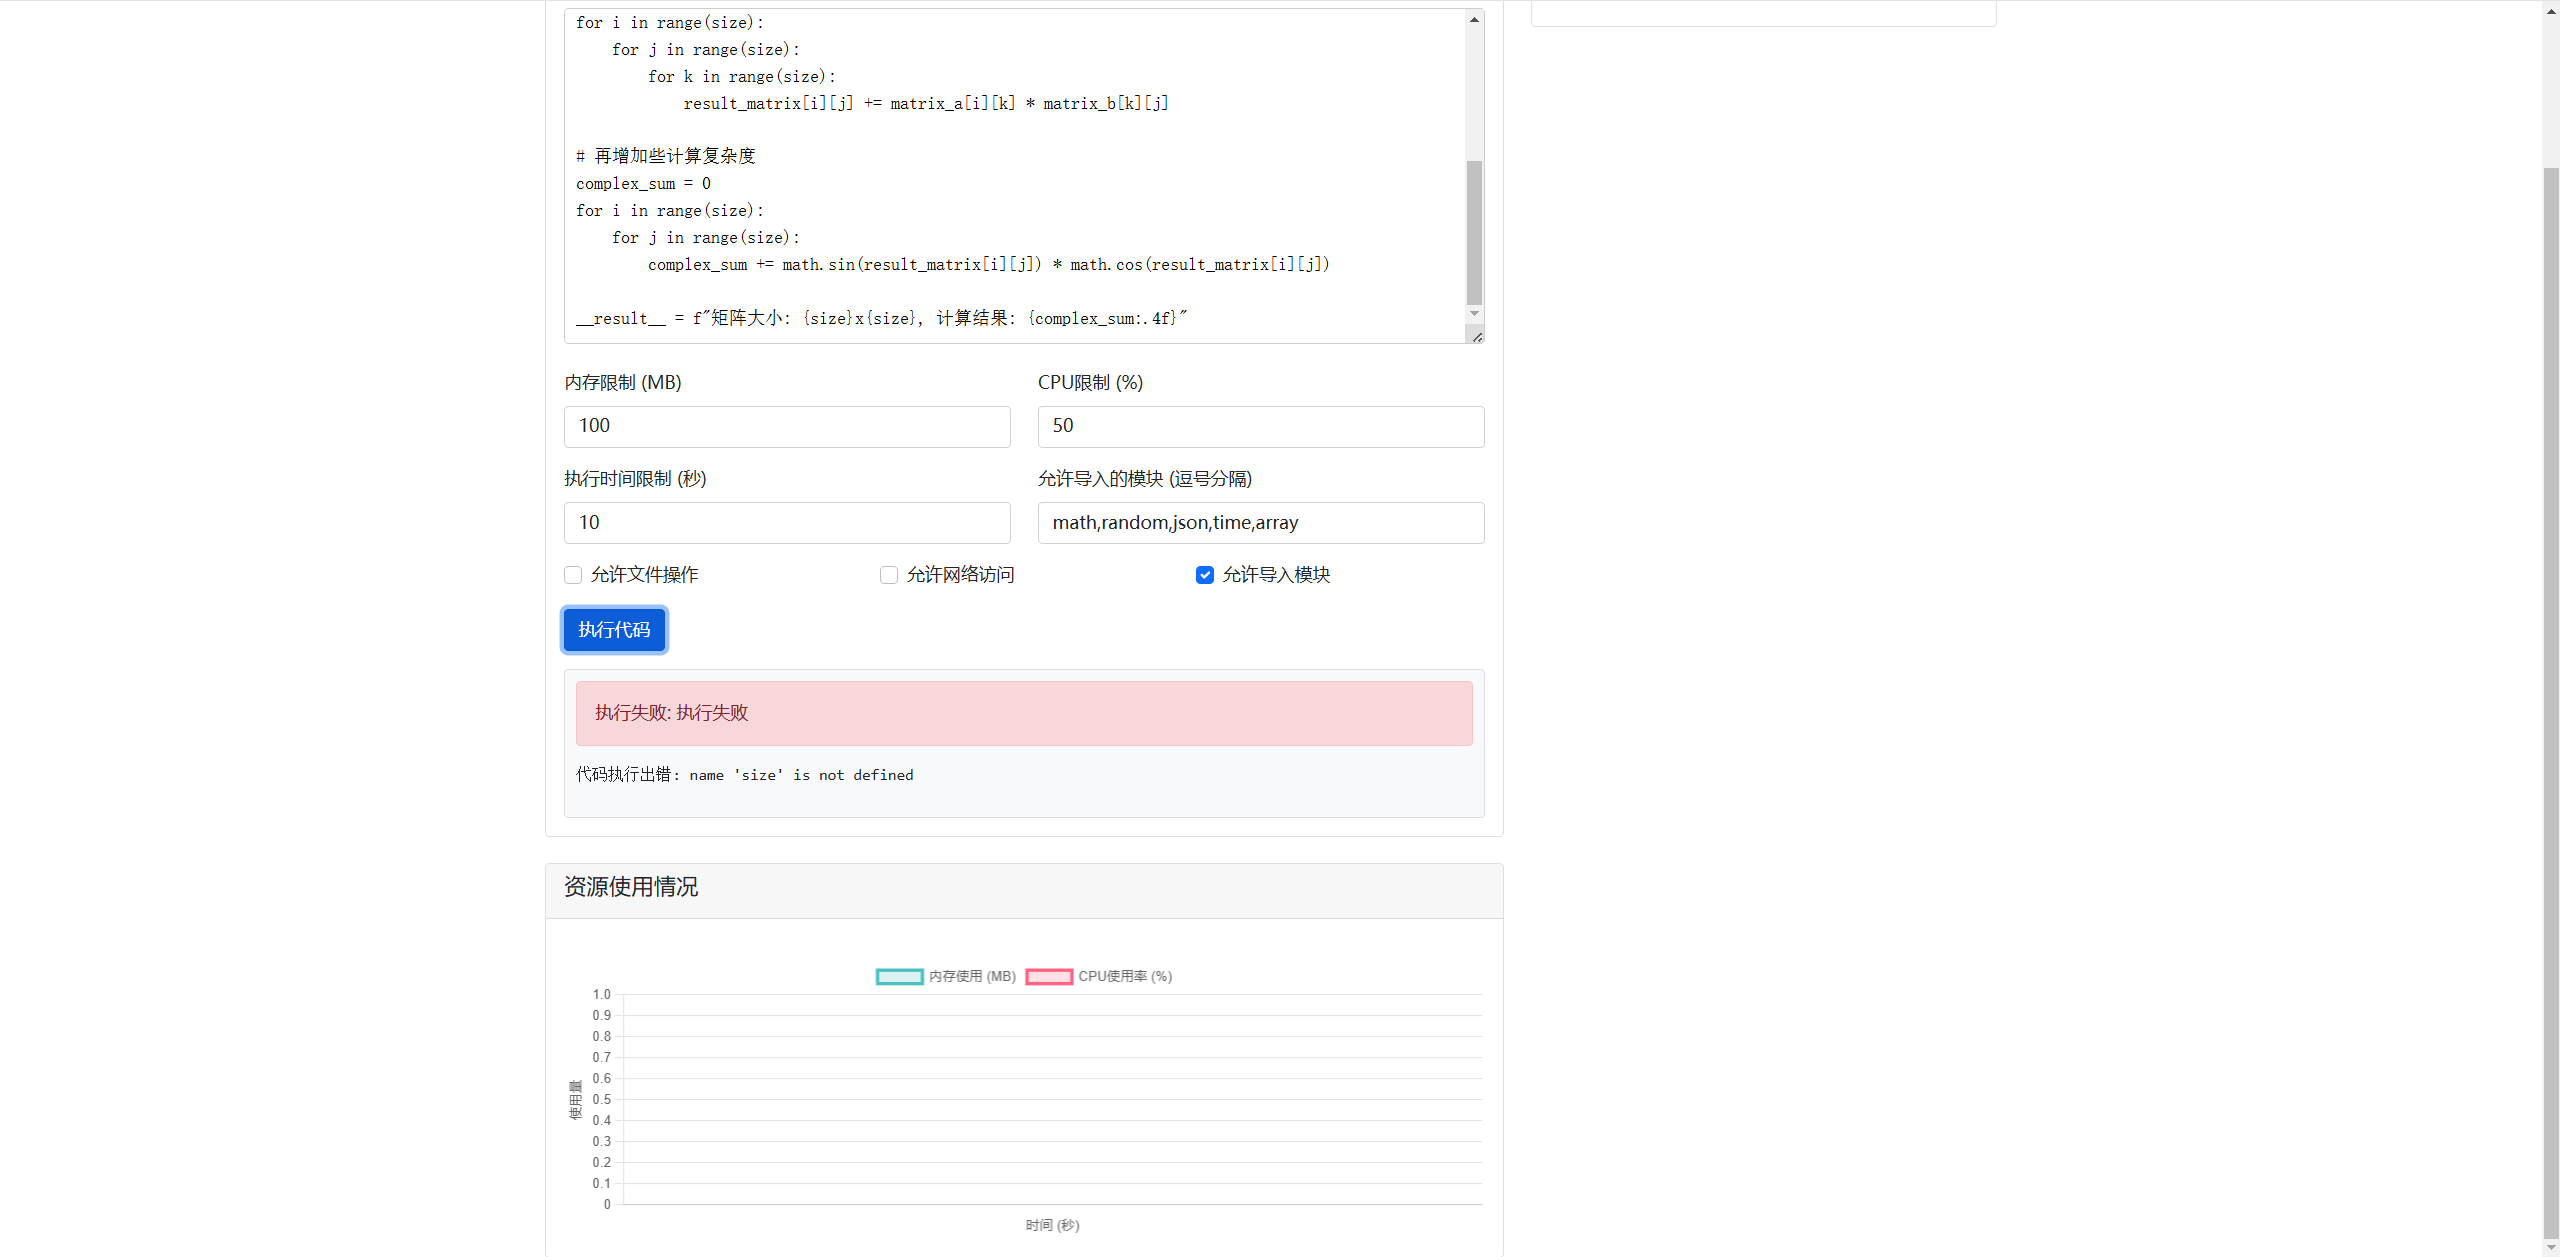 for i in range(size):
    for j in range(size):
        for k in range(size):
            result_matrix[i][j] += matrix_a[i][k] * matrix_b[k][j]
# 再增加些计算复杂度
complex_sum = 0
for i in range(size):
    for j in range(size):
        complex_sum += math.sin(result_matrix[i][j]) * math.cos(result_matrix[i][j])
__result__ = f"矩阵大小: {size}x{size}, 计算结果: {complex_sum:.4f}"
内存限制 (MB)
CPU限制 (%)
100
50
执行时间限制 (秒)
允许导入的模块 (逗号分隔)
10
math,random,json,time,array
允许文件操作
允许网络访问
允许导入模块
执行代码
执行失败: 执行失败
代码执行出错: name 'size' is not defined
资源使用情况
内存使用 (MB)
CPU使用率 (%)
1.0
0.9
0.8
0.7
0.6
0.5
0.4
0.3
0.2
0.1
0
使用量
时间 (秒)